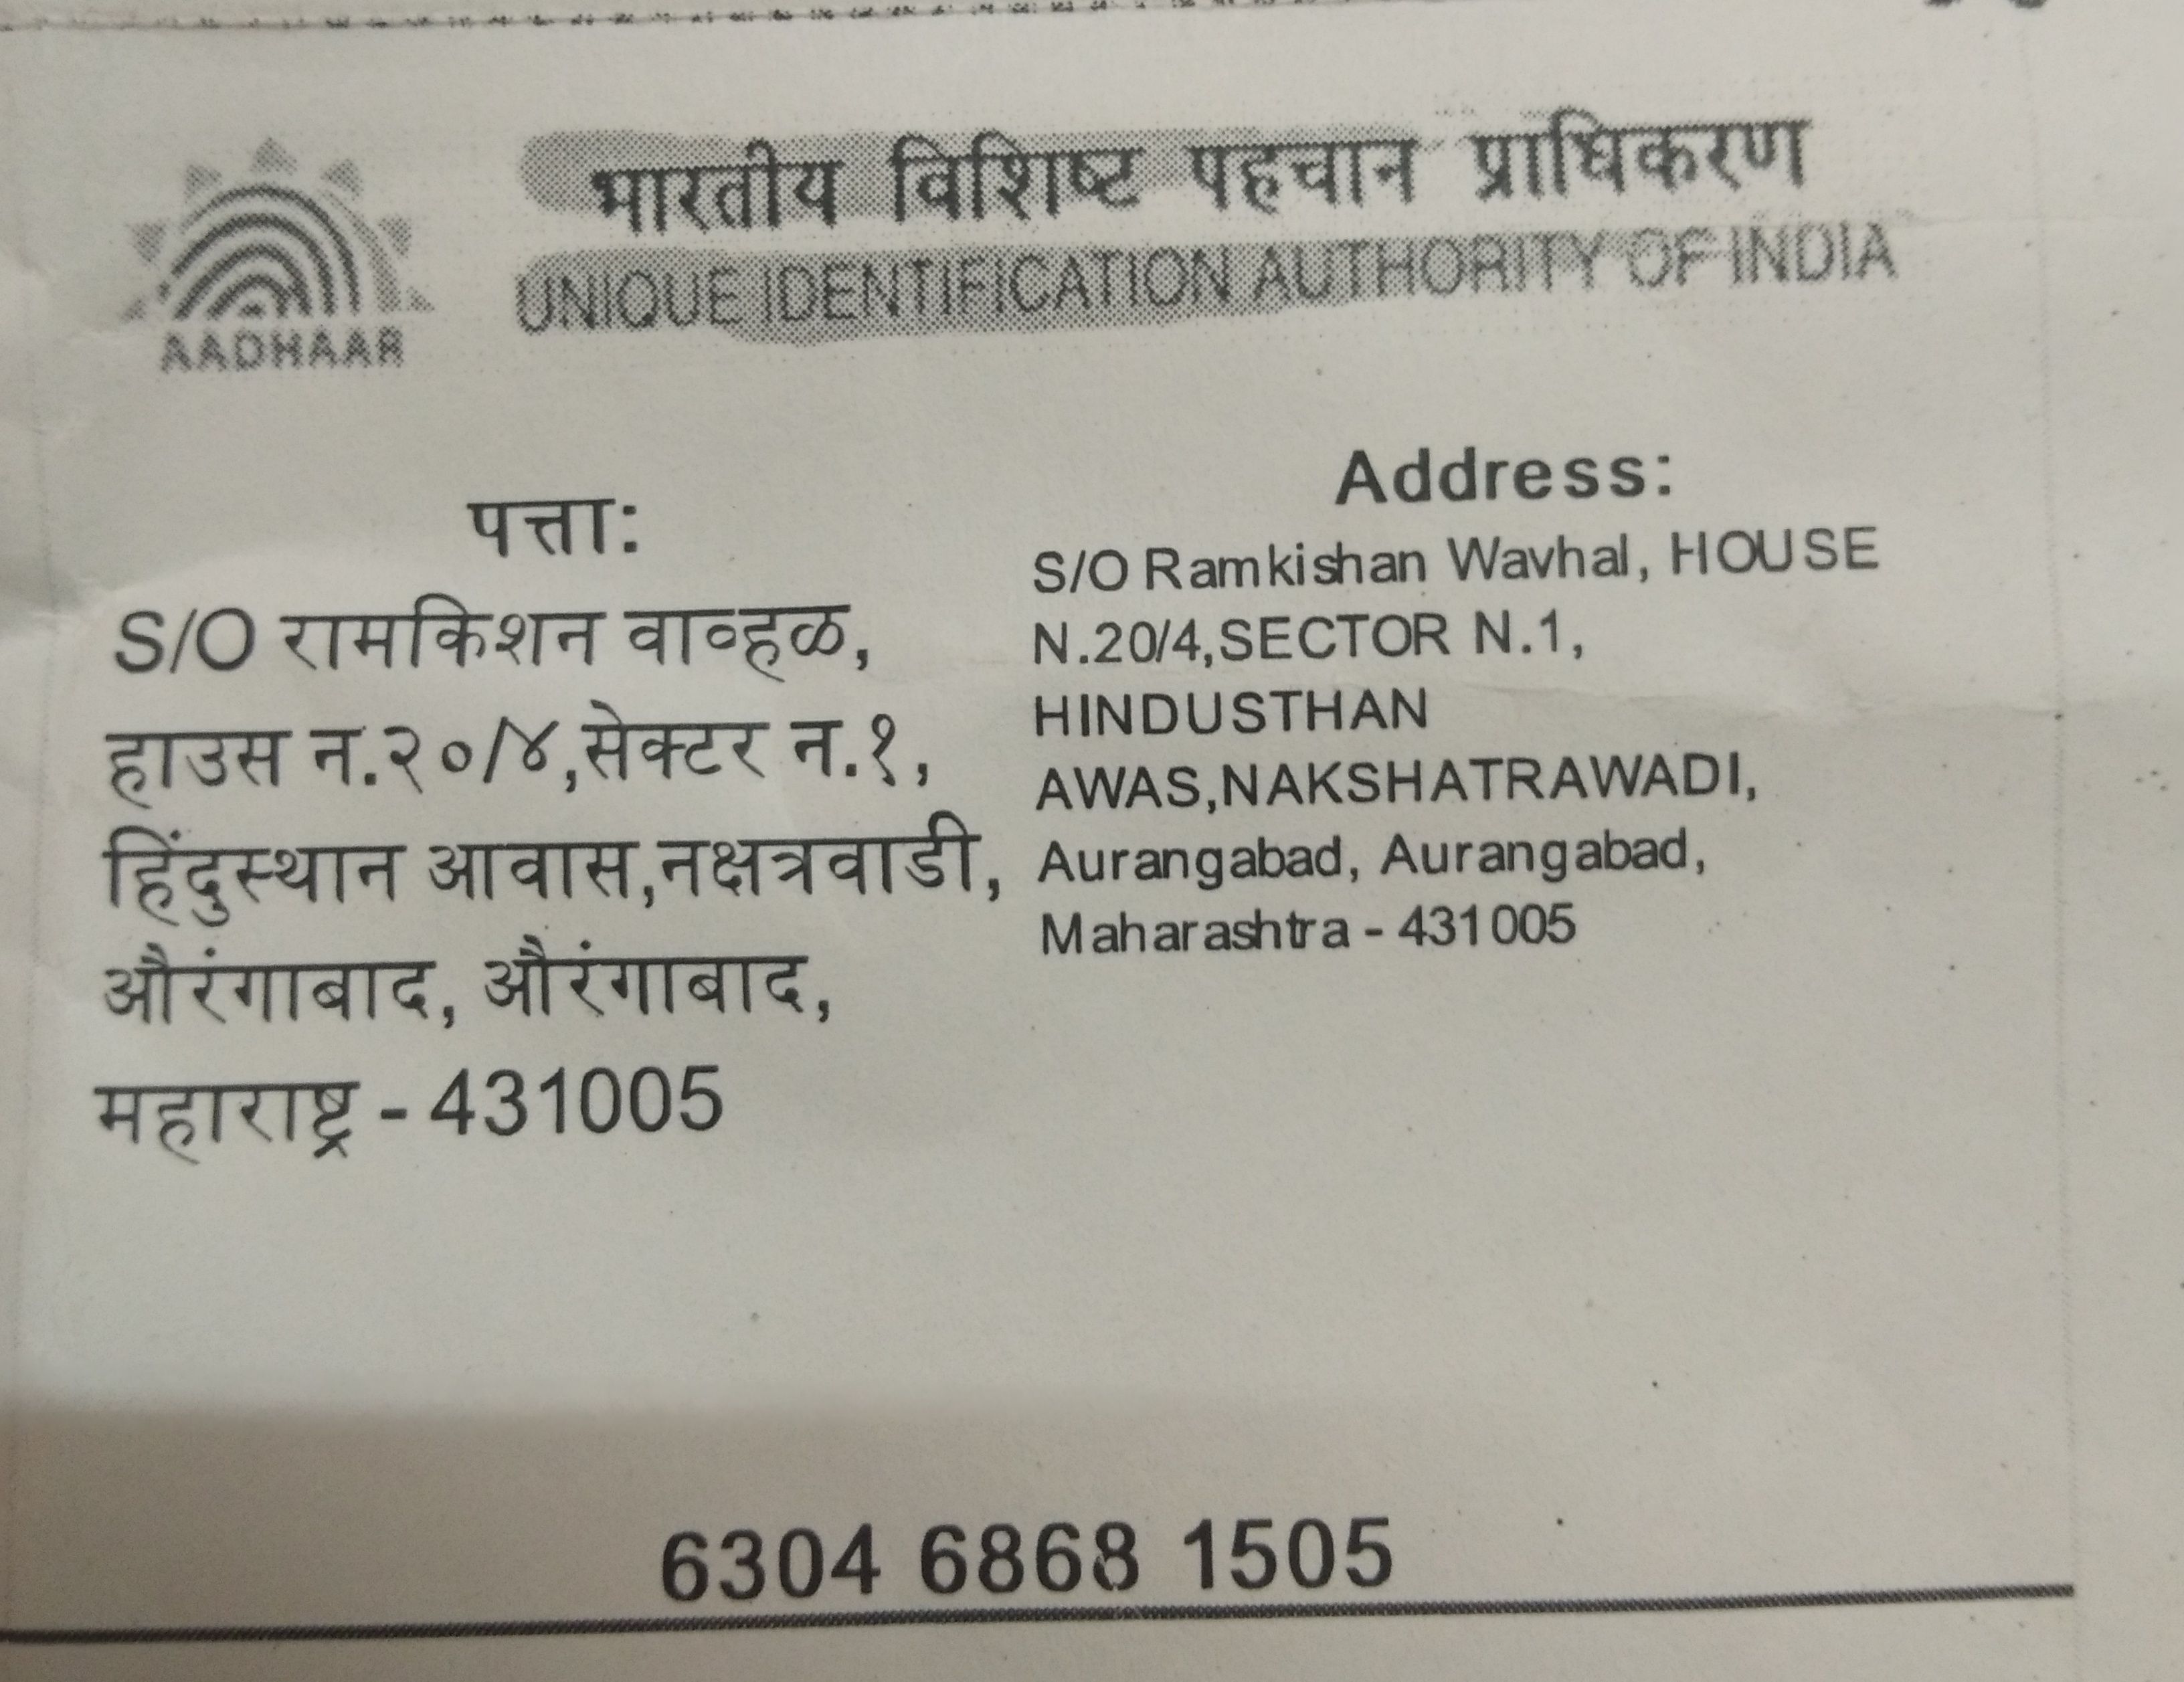 भारतीय विशिष्ट पहचान प्राधिकरण
UNIQUE IDENTIFICATION AUTHORITY OF INDIA
AADHAAR
पत्ता:
S/O रामकिशन वाव्हळ,
हाउस न.२०/४,सेक्टर न.१,
हिंदुस्थान आवास,नक्षत्रवाडी,
औरंगाबाद, औरंगाबाद,
महाराष्ट्र - 431005
Address:
S/O Ramkishan Wavhal, HOUSE
N.20/4,SECTOR N.1,
HINDUSTHAN
AWAS,NAKSHATRAWADI,
Aurangabad, Aurangabad,
Maharashtra - 431005
6304 6868 1505